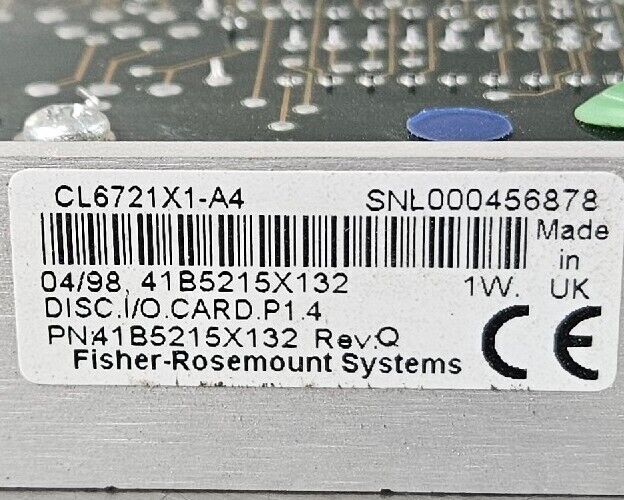 CL6721X1-A4 SNL000456878
Made
in
UK
04/98, 41B5215X132 1W.
DISC.I/O.CARD.P1.4
PN:41B5215X132 Rev:Q
Fisher-Rosemount Systems CE